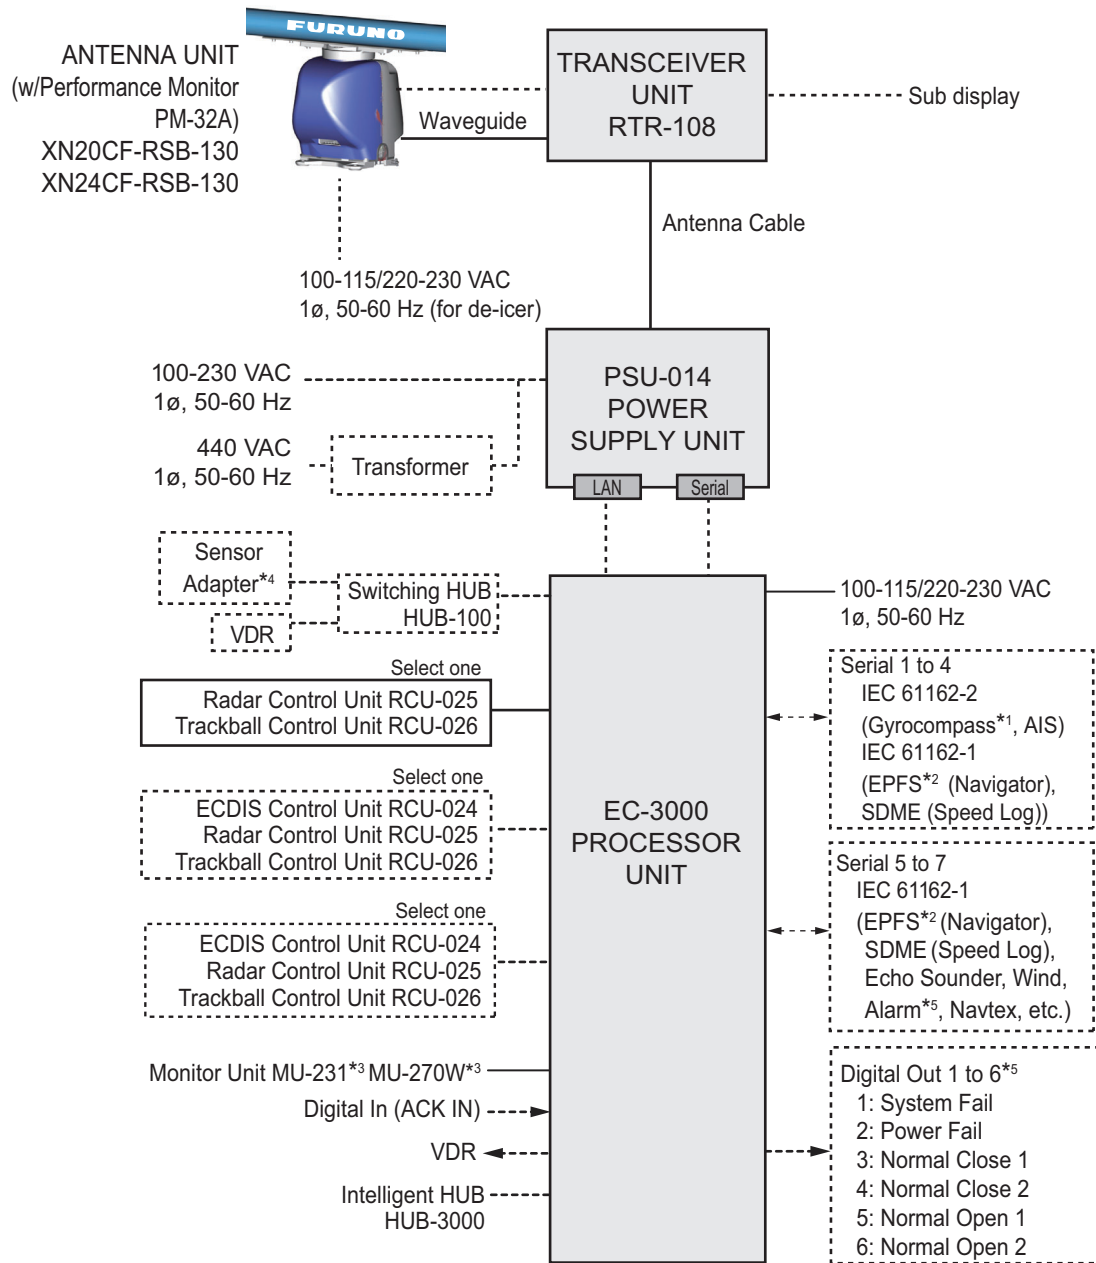 FURUNO
ANTENNA UNIT
(w/Performance Monitor
PM-32A)
XN20CF-RSB-130
XN24CF-RSB-130
Waveguide
TRANSCEIVER
UNIT
RTR-108
Sub display
Antenna Cable
100-115/220-230 VAC
1ø, 50-60 Hz (for de-icer)
100-230 VAC
1ø, 50-60 Hz
440 VAC
1ø, 50-60 Hz
Transformer
PSU-014
POWER
SUPPLY UNIT
LAN
Serial
Sensor
Adapter*4
VDR
Switching HUB
HUB-100
Select one
Radar Control Unit RCU-025
Trackball Control Unit RCU-026
Select one
ECDIS Control Unit RCU-024
Radar Control Unit RCU-025
Trackball Control Unit RCU-026
Select one
ECDIS Control Unit RCU-024
Radar Control Unit RCU-025
Trackball Control Unit RCU-026
Monitor Unit MU-231*3 MU-270W*3
Digital In (ACK IN)
VDR
Intelligent HUB
HUB-3000
EC-3000
PROCESSOR
UNIT
100-115/220-230 VAC
1ø, 50-60 Hz
Serial 1 to 4
IEC 61162-2
(Gyrocompass*1, AIS)
IEC 61162-1
(EPFS*2 (Navigator),
SDME (Speed Log))
Serial 5 to 7
IEC 61162-1
(EPFS*2 (Navigator),
SDME (Speed Log),
Echo Sounder, Wind,
Alarm*5, Navtex, etc.)
Digital Out 1 to 6*5
1: System Fail
2: Power Fail
3: Normal Close 1
4: Normal Close 2
5: Normal Open 1
6: Normal Open 2